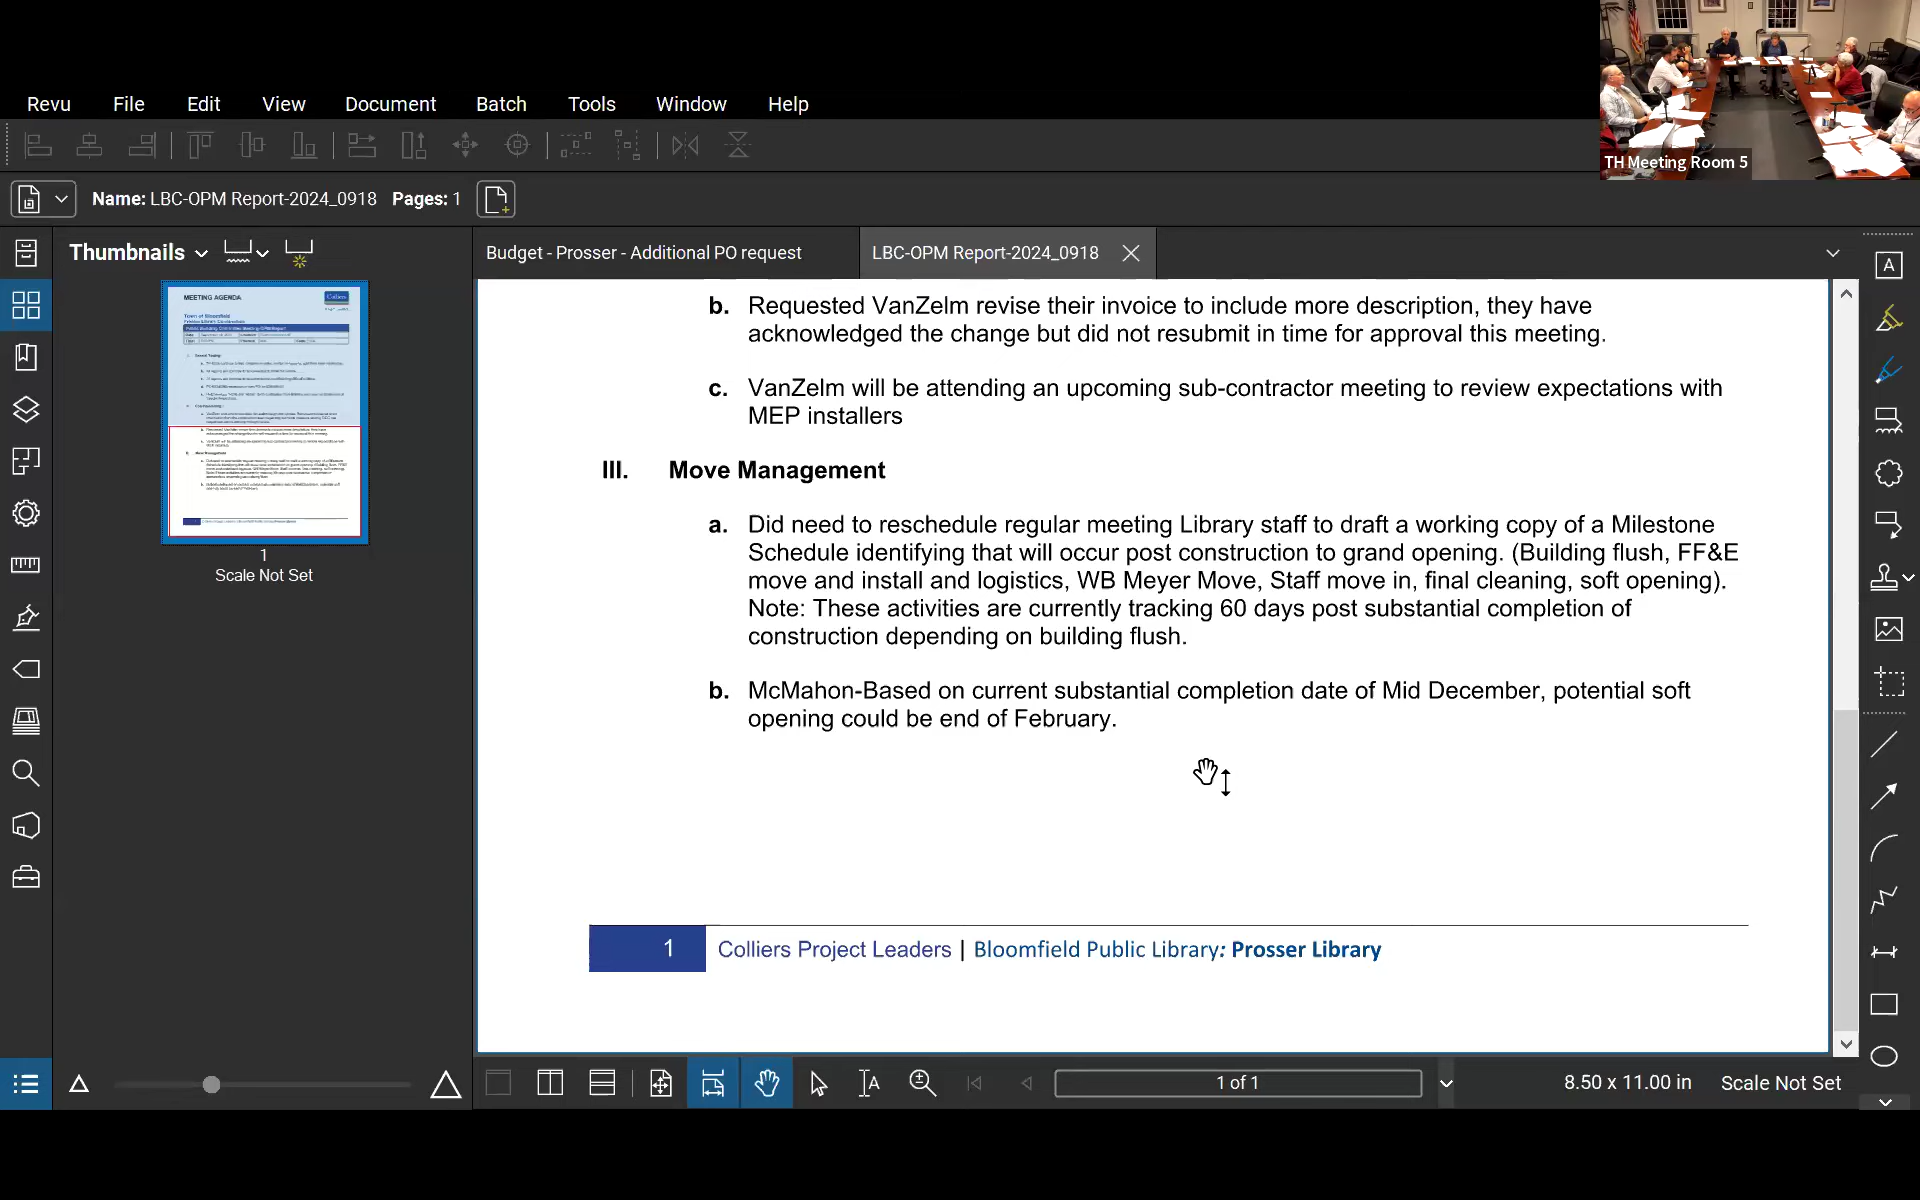 TH Meeting Room 5
Revu File Edit View Document Batch Tools Window Help
Name: LBC-OPM Report-2024_0918 Pages: 1
Thumbnails
Budget - Prosser - Additional PO request
LBC-OPM Report-2024_0918
MEETING AGENDA
Colliers
Town of Bloomfield
1
Scale Not Set
b. Requested VanZelm revise their invoice to include more description, they have
acknowledged the change but did not resubmit in time for approval this meeting.
c. VanZelm will be attending an upcoming sub-contractor meeting to review expectations with
MEP installers
III. Move Management
a. Did need to reschedule regular meeting Library staff to draft a working copy of a Milestone
Schedule identifying that will occur post construction to grand opening. (Building flush, FF&E
move and install and logistics, WB Meyer Move, Staff move in, final cleaning, soft opening).
Note: These activities are currently tracking 60 days post substantial completion of
construction depending on building flush.
b. McMahon-Based on current substantial completion date of Mid December, potential soft
opening could be end of February.
1 Colliers Project Leaders | Bloomfield Public Library: Prosser Library
1 of 1
8.50 x 11.00 in
Scale Not Set